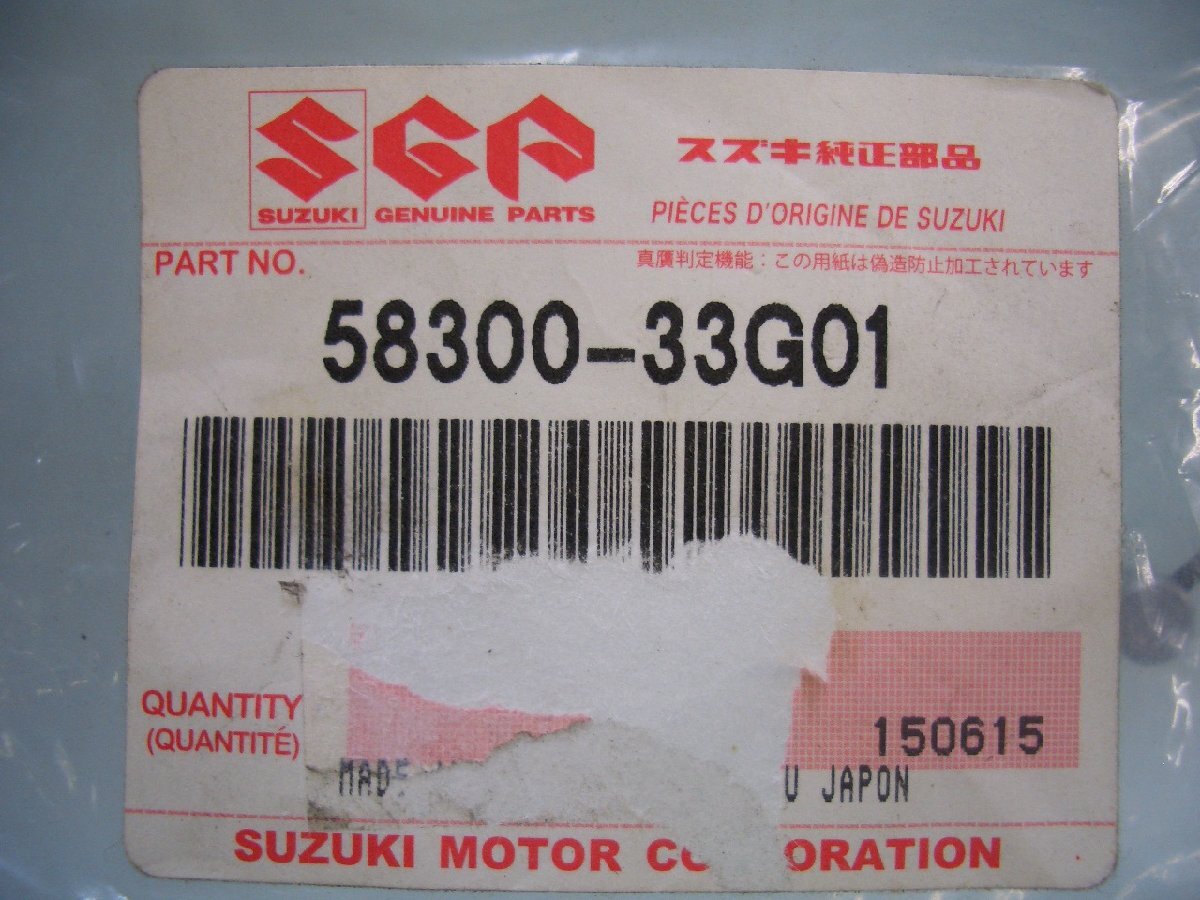 SGP
SUZUKI GENUINE PARTS
スズキ純正部品
PIÈCES D'ORIGINE DE SUZUKI
PART NO.
真贋判定機能：この用紙は偽造防止加工されています
58300-33G01
QUANTITY
(QUANTITÉ)
150615
JAPON
SUZUKI MOTOR